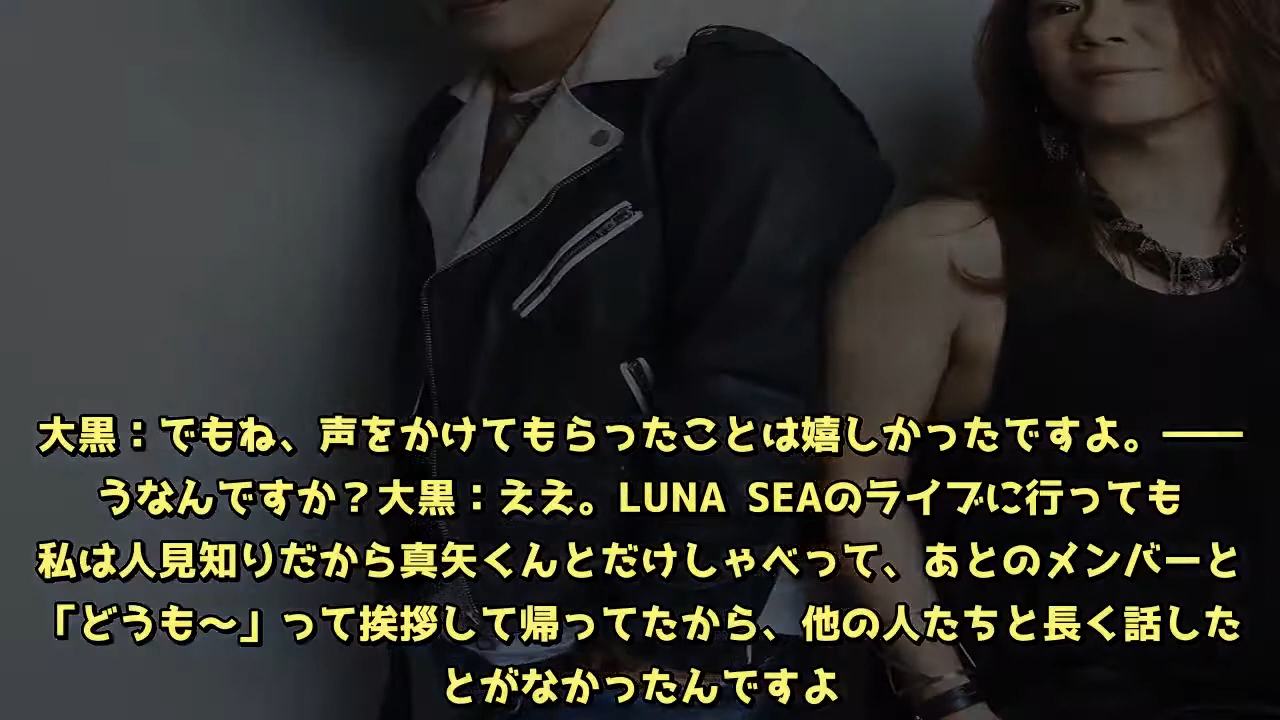 大黒：でもね、声をかけてもらったことは嬉しかったですよ。――
うなんですか？大黒：ええ。LUNA SEAのライブに行っても
私は人見知りだから真矢くんとだけしゃべって、あとのメンバーと
「どうも～」って挨拶して帰ってたから、他の人たちと長く話した
とがなかったんですよ